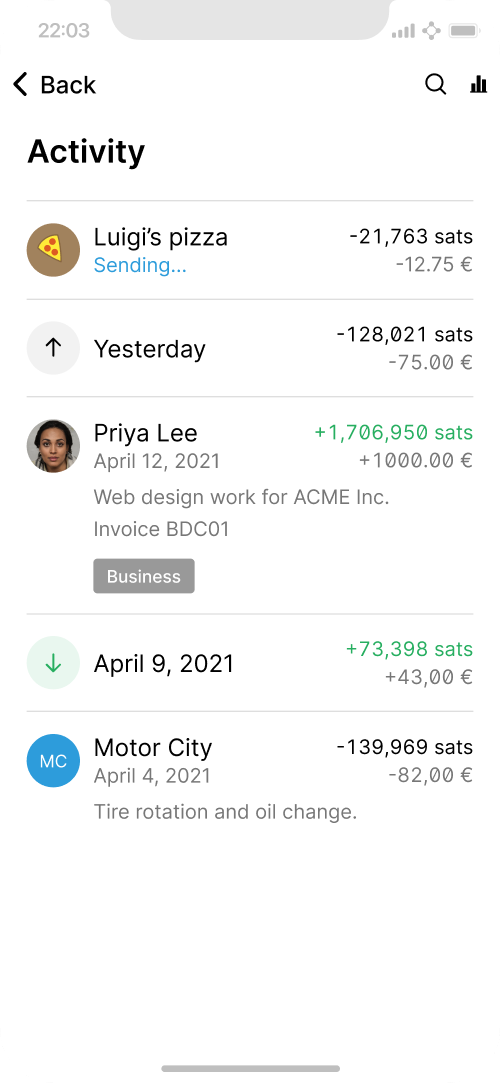 22:03
Back
Activity
Luigi’s pizza
-21,763 sats
Sending...
-12.75 €
Yesterday
-128,021 sats
-75.00 €
Priya Lee
+1,706,950 sats
April 12, 2021
+1000.00 €
Web design work for ACME Inc.
Invoice BDC01
Business
April 9, 2021
+73,398 sats
+43,00 €
MC
Motor City
-139,969 sats
April 4, 2021
-82,00 €
Tire rotation and oil change.